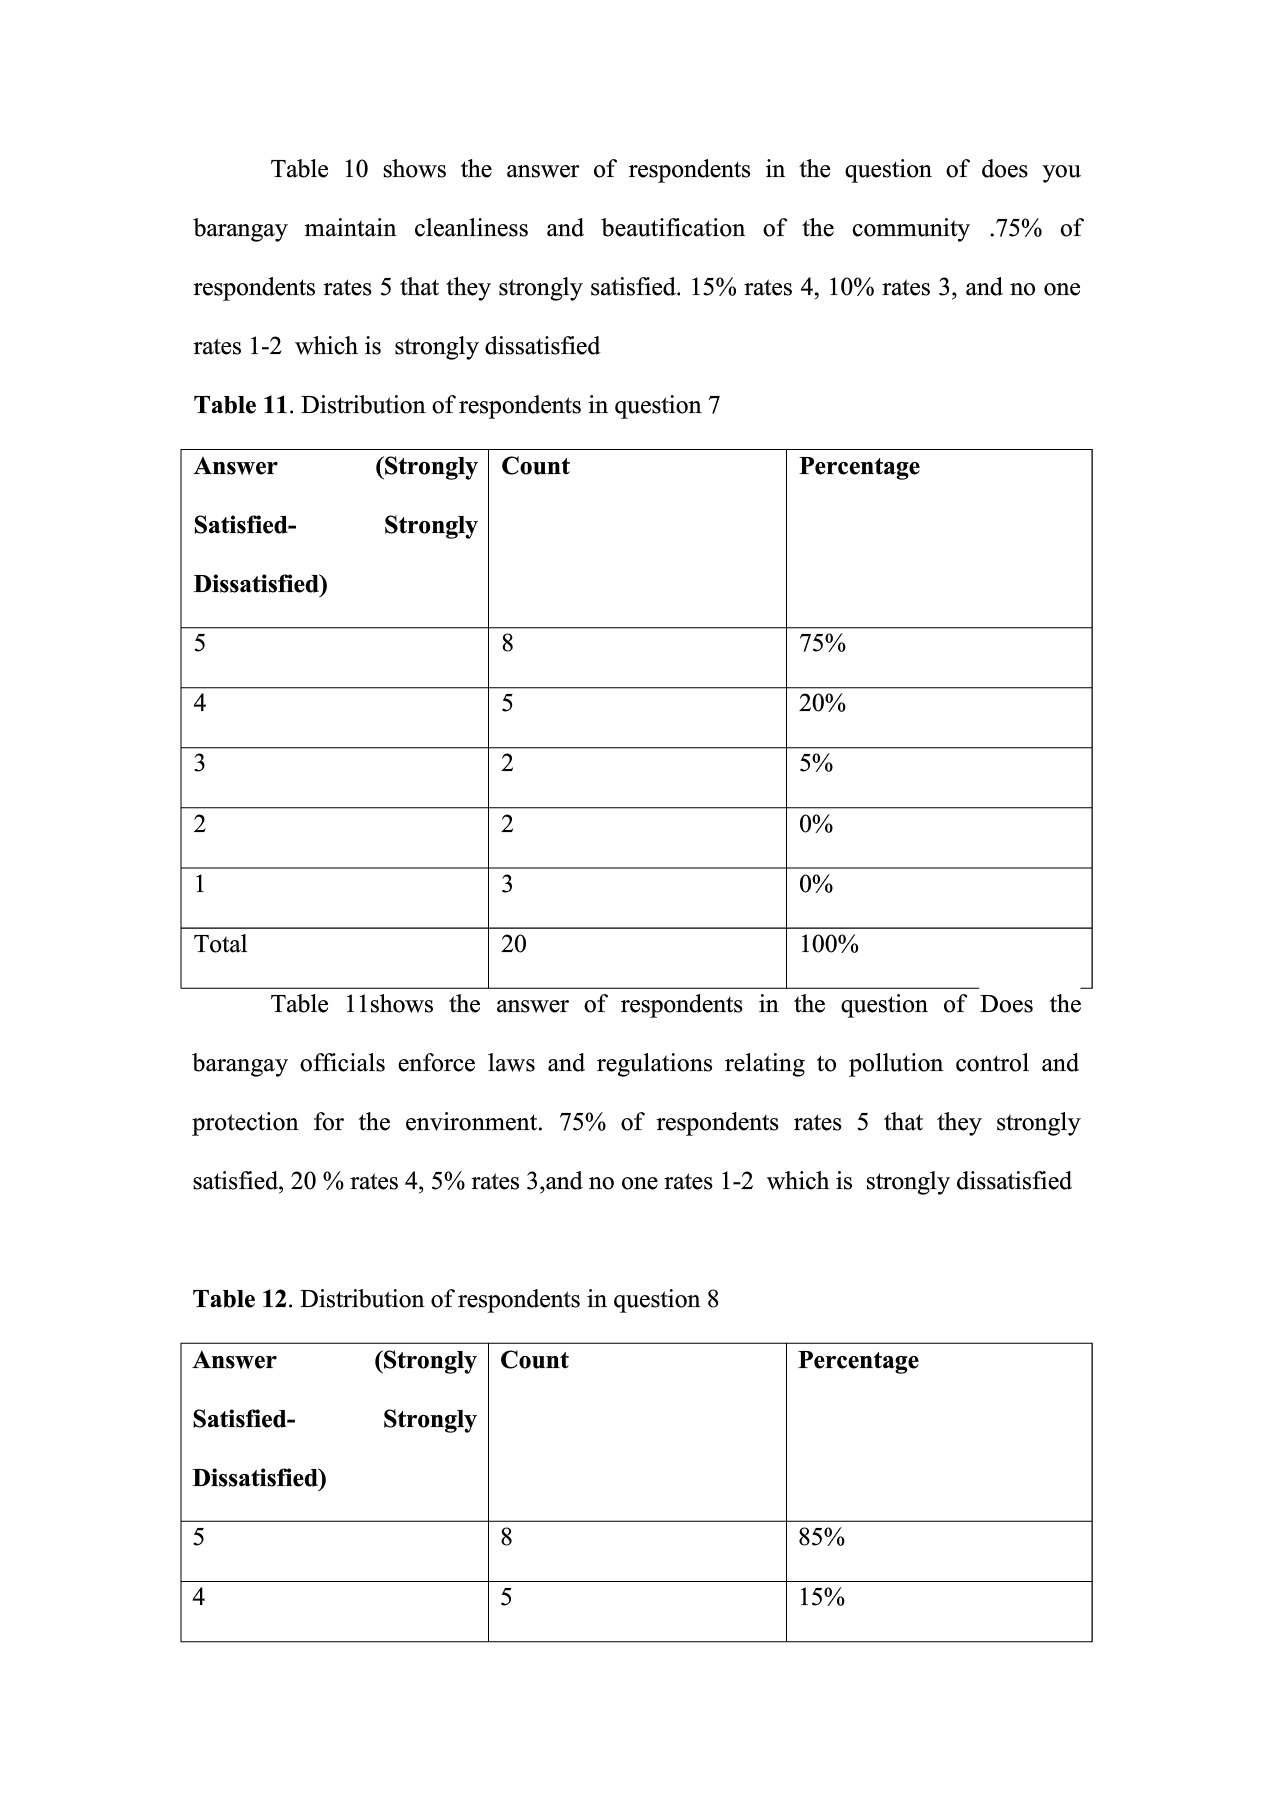 Table 10 shows the answer of respondents in the question of does you
barangay maintain cleanliness and beautification of the community .75% of
respondents rates 5 that they strongly satisfied. 15% rates 4, 10% rates 3, and no one
rates 1-2 which is strongly dissatisfied
Table 11. Distribution of respondents in question 7
Answer (Strongly Count Percentage
Satisfied- Strongly
Dissatisfied)
5 8 75%
4 5 20%
3 2 5%
2 2 0%
1 3 0%
Total 20 100%
Table 11shows the answer of respondents in the question of Does the
barangay officials enforce laws and regulations relating to pollution control and
protection for the environment. 75% of respondents rates 5 that they strongly
satisfied, 20 % rates 4, 5% rates 3,and no one rates 1-2 which is strongly dissatisfied
Table 12. Distribution of respondents in question 8
Answer (Strongly Count Percentage
Satisfied- Strongly
Dissatisfied)
5 8 85%
4 5 15%